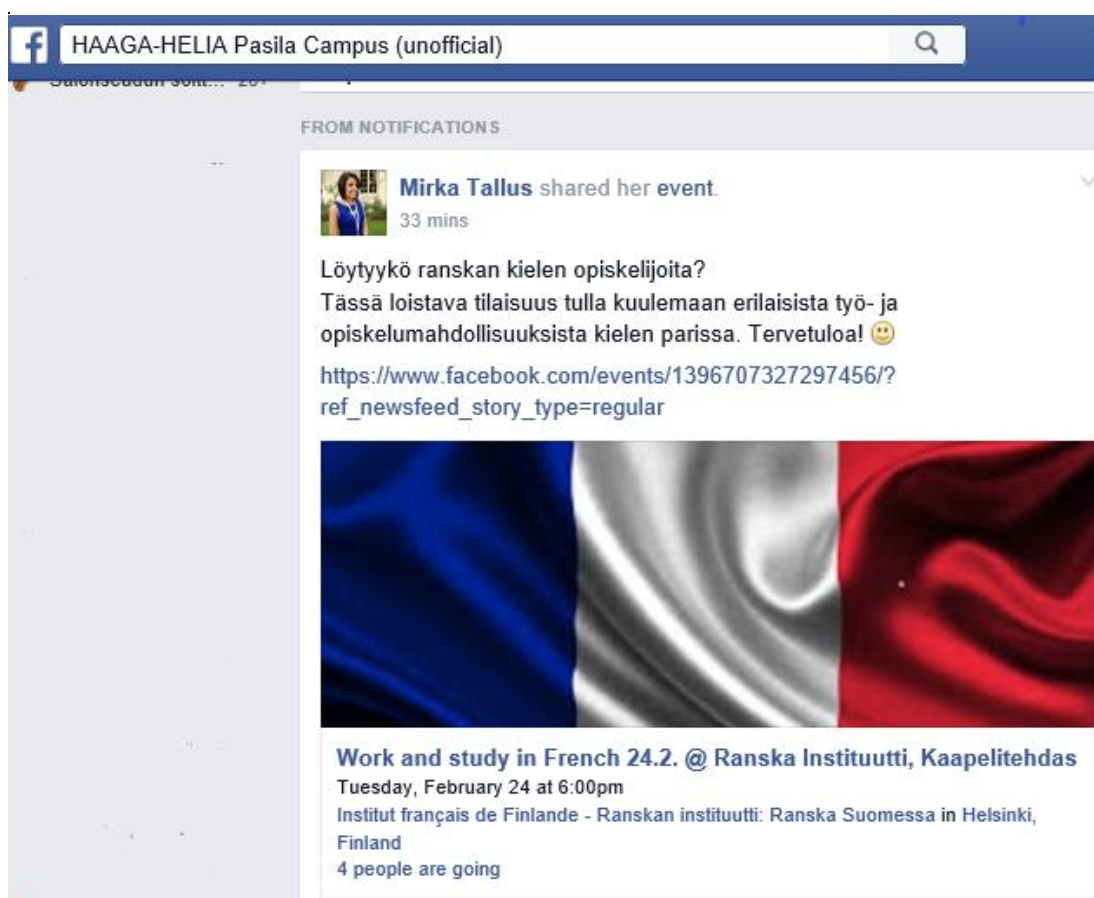 f HAAGA-HELIA Pasila Campus (unofficial)
FROM NOTIFICATIONS
Mirka Tallus shared her event.
33 mins
Löytyykö ranskan kielen opiskelijoita?
Tässä loistava tilaisuus tulla kuulemaan erilaisista työ- ja
opiskelumahdollisuuksista kielen parissa. Tervetuloa!
https://www.facebook.com/events/1396707327297456/?
ref_newsfeed_story_type=regular
Work and study in French 24.2. @ Ranska Instituutti, Kaapelitehdas
Tuesday, February 24 at 6:00pm
Institut français de Finlande - Ranskan instituutti: Ranska Suomessa in Helsinki,
Finland
4 people are going